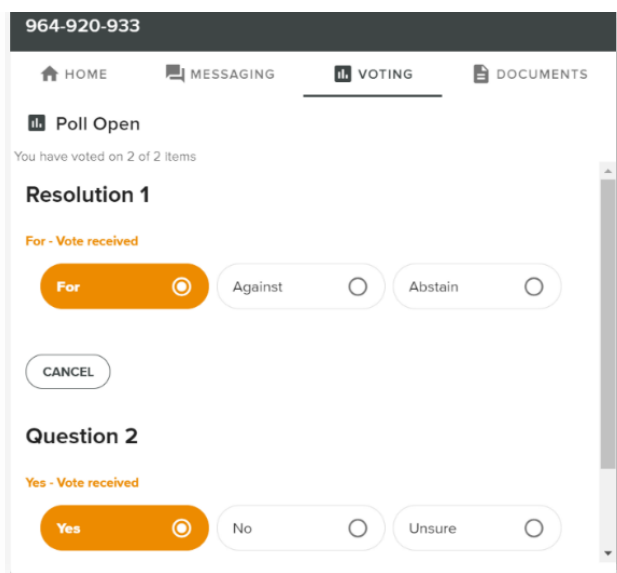 964-920-933
HOME MESSAGING VOTING DOCUMENTS
Poll Open
You have voted on 2 of 2 items
Resolution 1
For - Vote received
For Against Abstain
CANCEL
Question 2
Yes - Vote received
Yes No Unsure